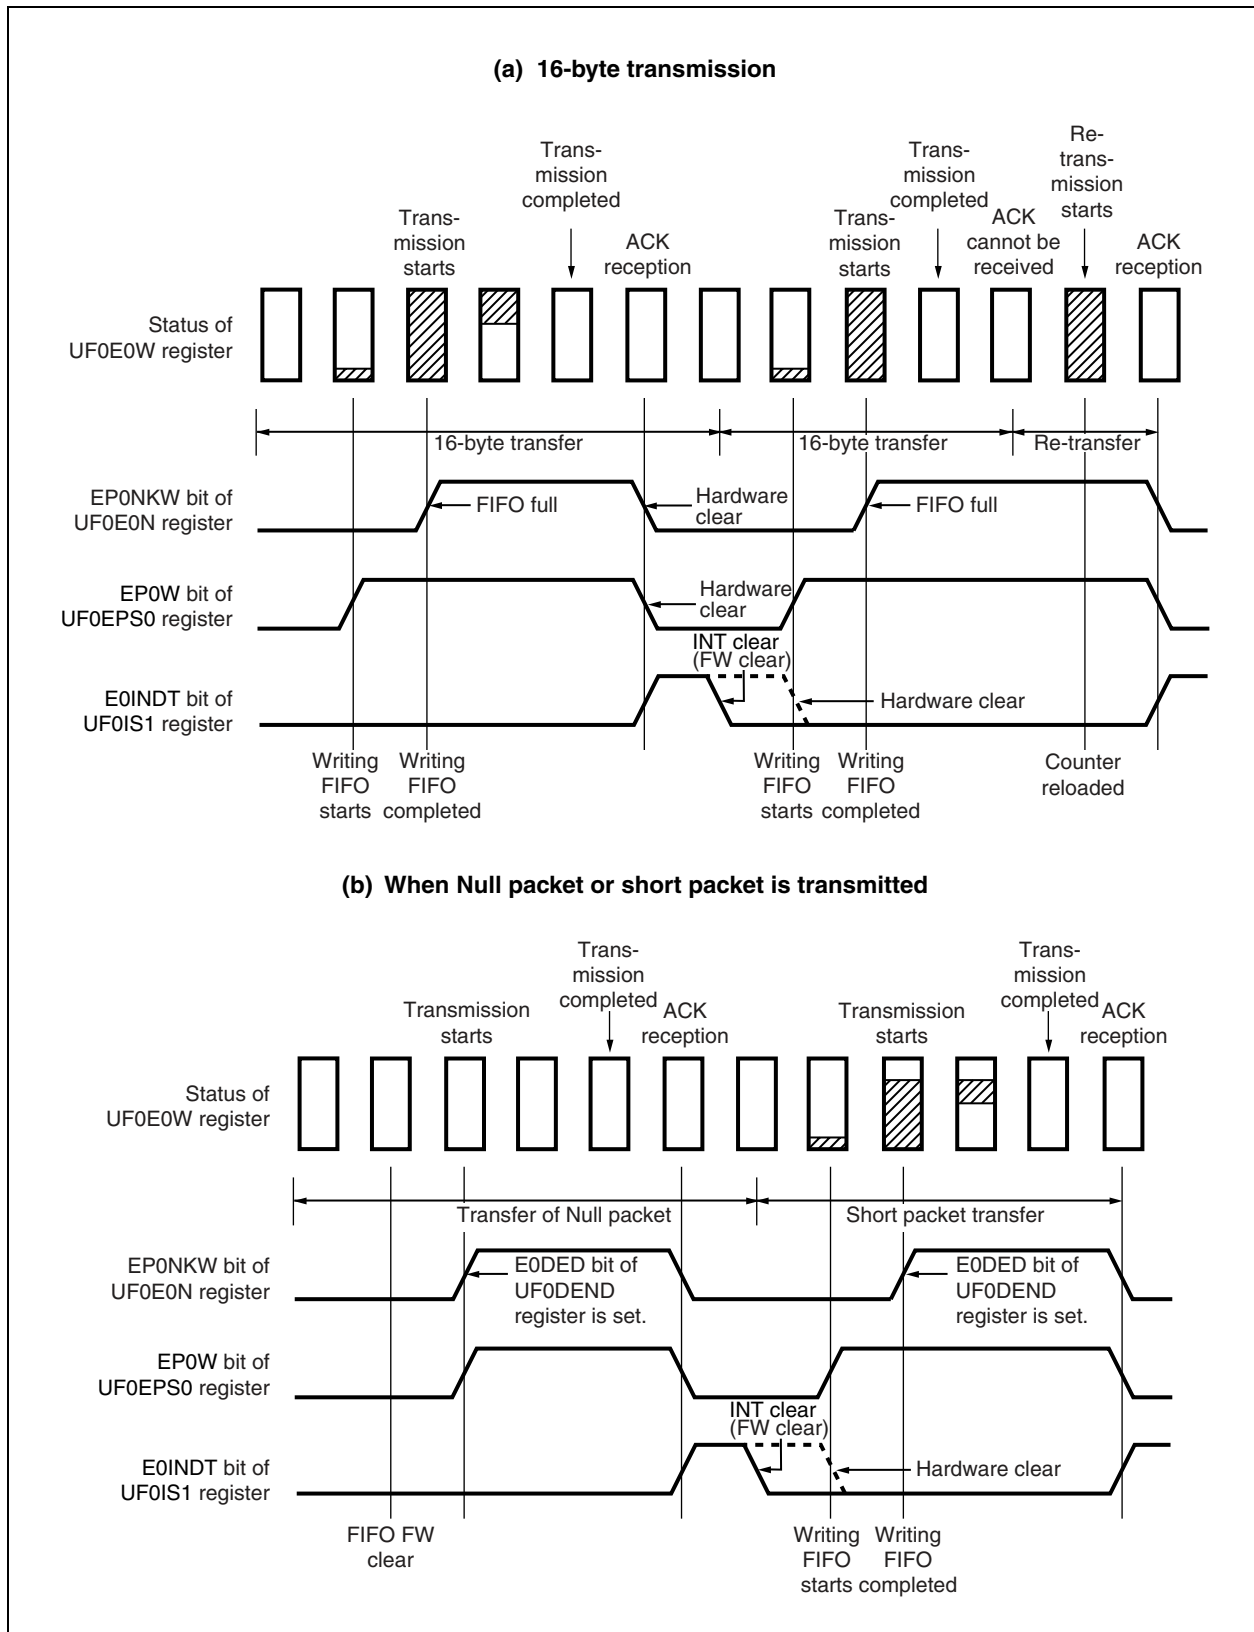 (a) 16-byte transmission
Trans-
mission
completed
Trans-
mission
starts
ACK
reception
Trans-
mission
completed
Trans-
mission
starts
ACK
cannot be
received
Re-
trans-
mission
starts
ACK
reception
Status of
UF0E0W register
16-byte transfer
16-byte transfer
Re-transfer
EP0NKW bit of
UF0E0N register
FIFO full
Hardware
clear
FIFO full
EP0W bit of
UF0EPS0 register
Hardware
clear
INT clear
(FW clear)
E0INDT bit of
UF0IS1 register
Hardware clear
Writing
FIFO
starts
Writing
FIFO
completed
Writing
FIFO
starts
Writing
FIFO
completed
Counter
reloaded
(b) When Null packet or short packet is transmitted
Transmission
starts
Trans-
mission
completed
ACK
reception
Transmission
starts
Trans-
mission
completed
ACK
reception
Status of
UF0E0W register
Transfer of Null packet
Short packet transfer
EP0NKW bit of
UF0E0N register
E0DED bit of
UF0DEND
register is set.
E0DED bit of
UF0DEND
register is set.
EP0W bit of
UF0EPS0 register
INT clear
(FW clear)
E0INDT bit of
UF0IS1 register
Hardware clear
FIFO FW
clear
Writing
FIFO
starts
Writing
FIFO
completed